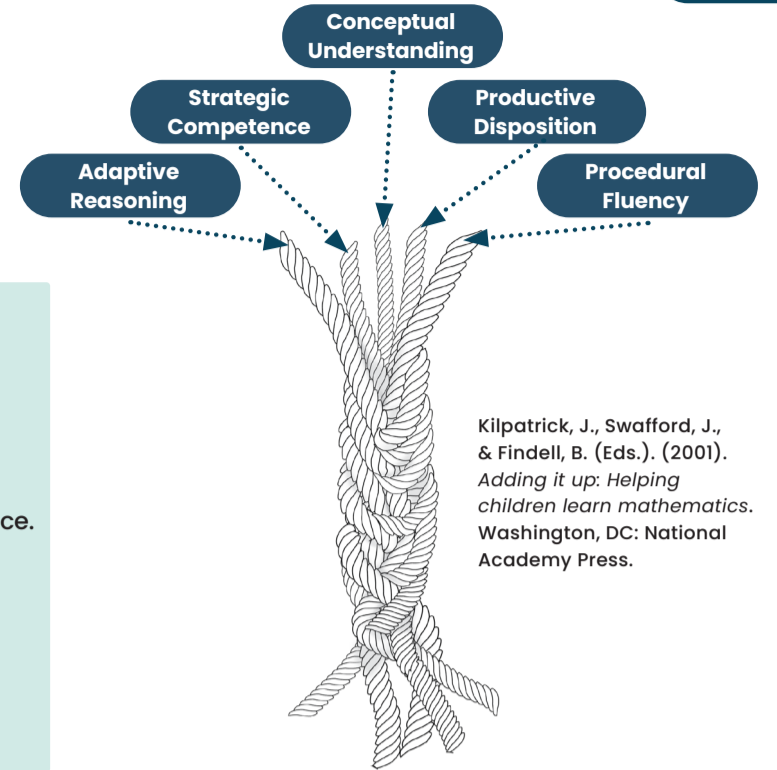 Conceptual
Understanding
Strategic
Competence
Productive
Disposition
Adaptive
Reasoning
Procedural
Fluency
ce.
Kilpatrick, J., Swafford, J.,
& Findell, B. (Eds.). (2001).
Adding it up: Helping
children learn mathematics.
Washington, DC: National
Academy Press.